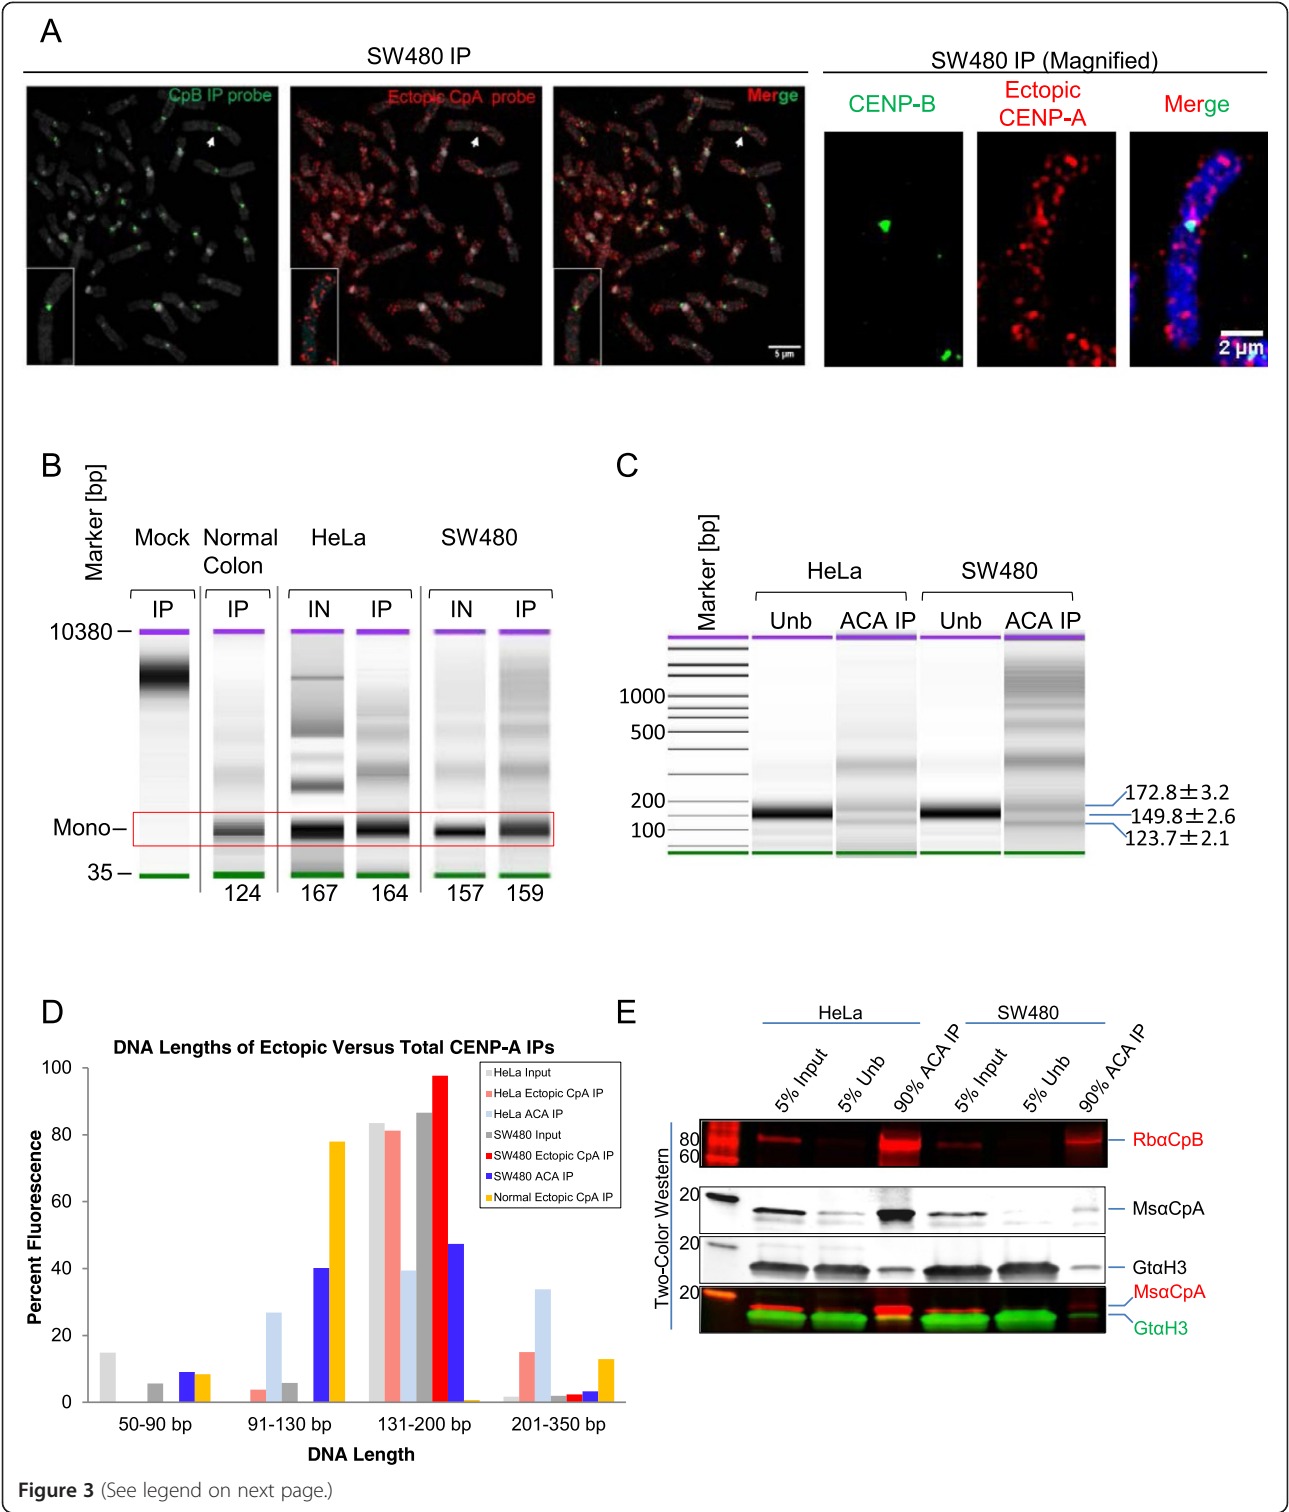 A
SW480 IP
SW480 IP (Magnified)
CpB IP probe
Ectopic CpA probe
Merge
CENP-B
Ectopic
CENP-A
Merge
5 µm
2 µm
B
Marker [bp]
Mock
Normal
Colon
HeLa
SW480
IP
IP
IN
IP
IN
IP
10380
Mono
35
124
167
164
157
159
C
Marker [bp]
HeLa
SW480
Unb
ACA IP
Unb
ACA IP
1000
500
200
100
172.8±3.2
149.8±2.6
123.7±2.1
D
DNA Lengths of Ectopic Versus Total CENP-A IPs
Percent Fluorescence
100
80
60
40
20
0
HeLa Input
HeLa Ectopic CpA IP
HeLa ACA IP
SW480 Input
SW480 Ectopic CpA IP
SW480 ACA IP
Normal Ectopic CpA IP
50-90 bp
91-130 bp
131-200 bp
201-350 bp
DNA Length
E
HeLa
SW480
5% Input
5% Unb
90% ACA IP
5% Input
5% Unb
90% ACA IP
Two-Color Western
80
60
RbαCpB
20
MsαCpA
20
GtαH3
20
MsαCpA
GtαH3
Figure 3 (See legend on next page.)